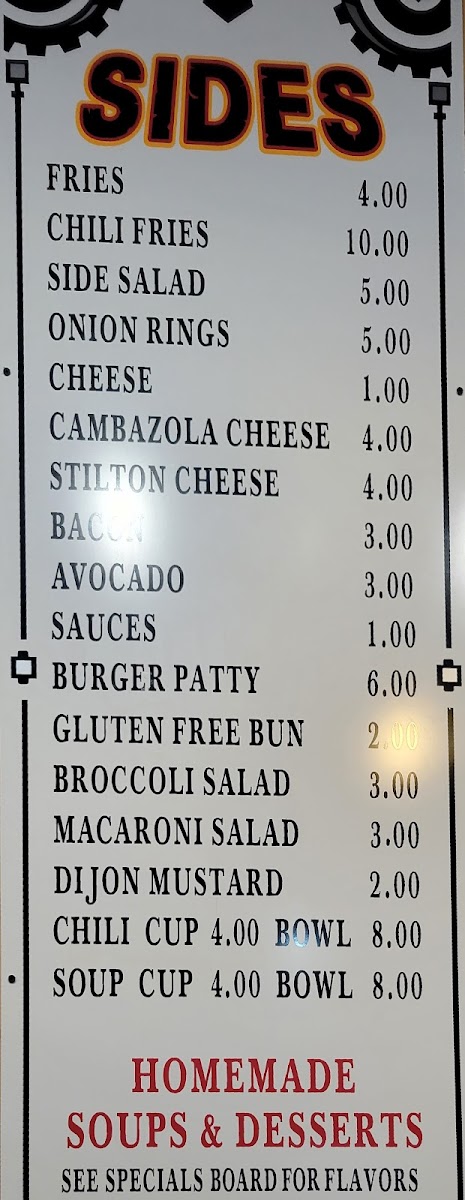 SIDES
FRIES 4.00
CHILI FRIES 10.00
SIDE SALAD 5.00
ONION RINGS 5.00
CHEESE 1.00
CAMBAZOLA CHEESE 4.00
STILTON CHEESE 4.00
BACON 3.00
AVOCADO 3.00
SAUCES 1.00
BURGER PATTY 6.00
GLUTEN FREE BUN 2.00
BROCCOLI SALAD 3.00
MACARONI SALAD 3.00
DIJON MUSTARD 2.00
CHILI CUP 4.00 BOWL 8.00
SOUP CUP 4.00 BOWL 8.00
HOMEMADE
SOUPS & DESSERTS
SEE SPECIALS BOARD FOR FLAVORS